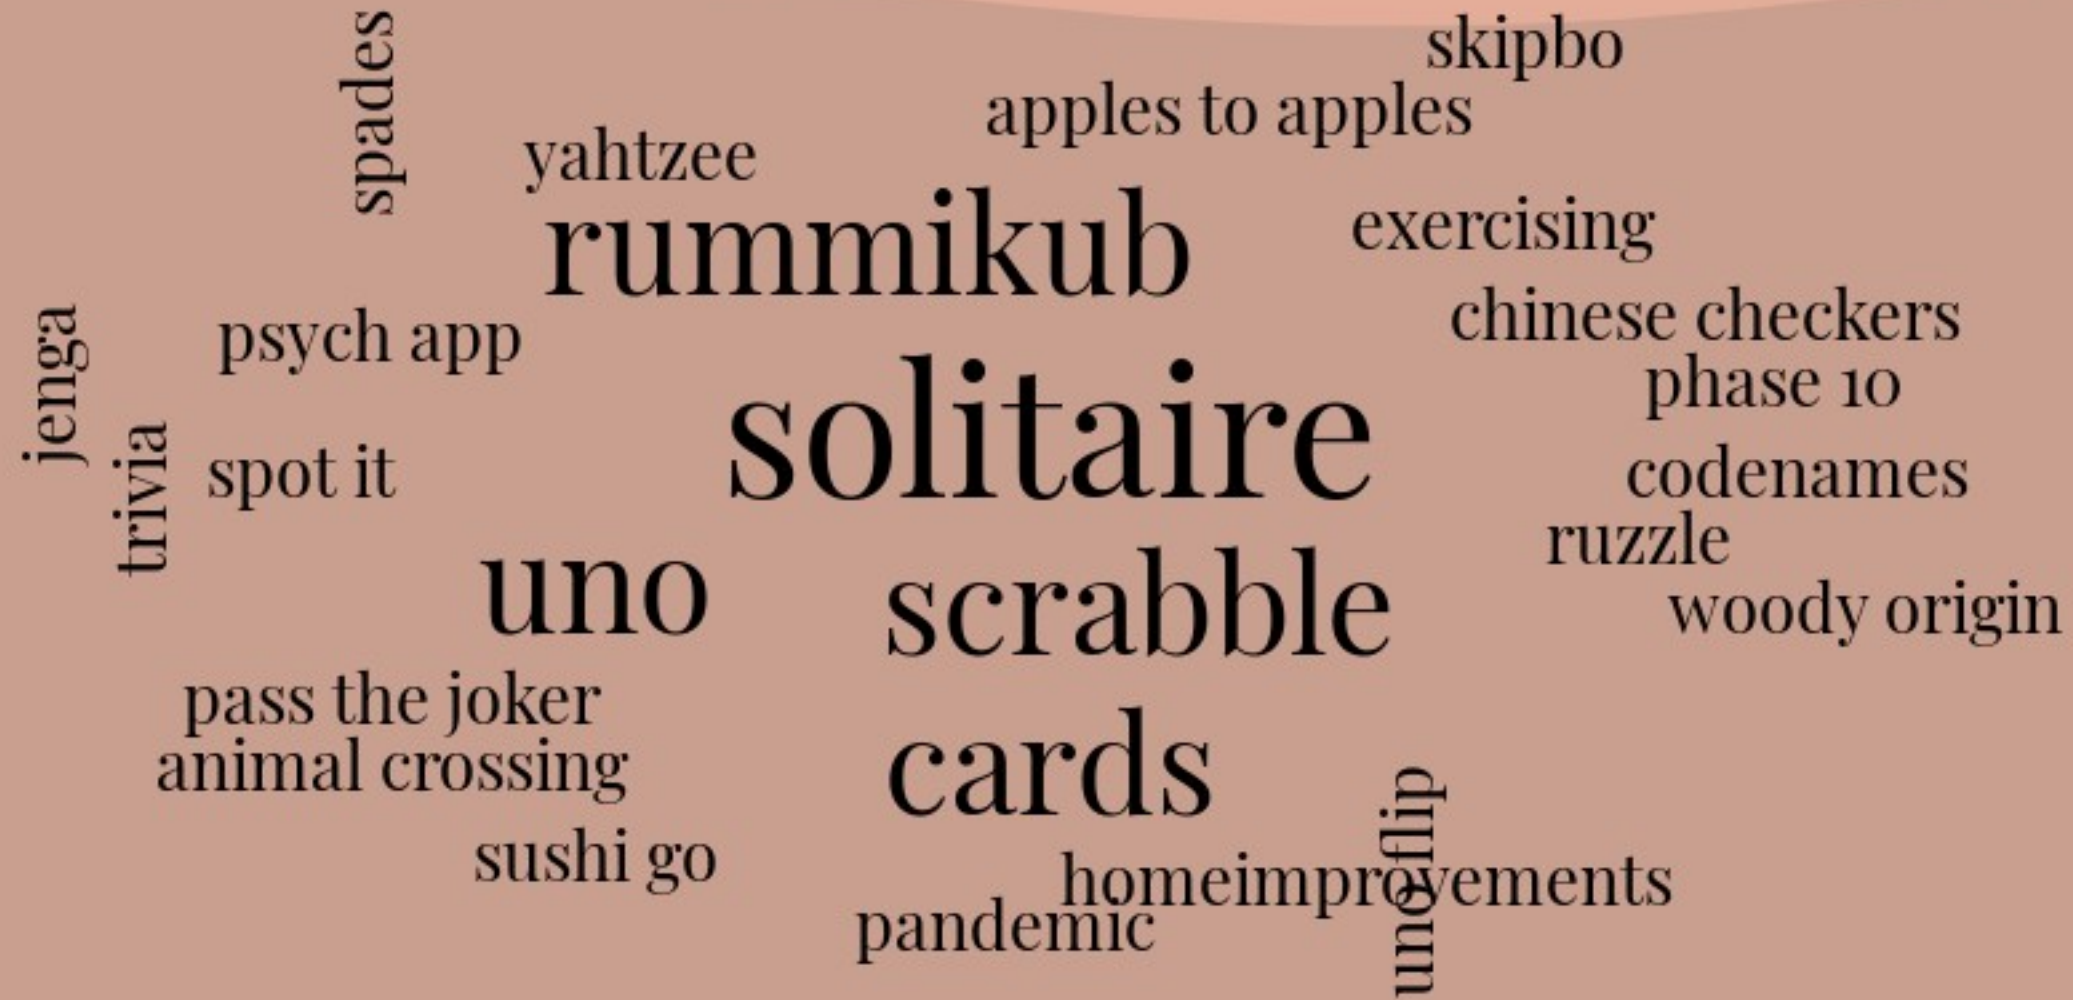 spades
skipbo
apples to apples
yahtzee
rummikub
exercising
chinese checkers
jenga
psych app
phase 10
solitaire
trivia
spot it
codenames
ruzzle
uno
scrabble
woody origin
pass the joker
cards
animal crossing
unoflip
sushi go
homeimprovements
pandemic